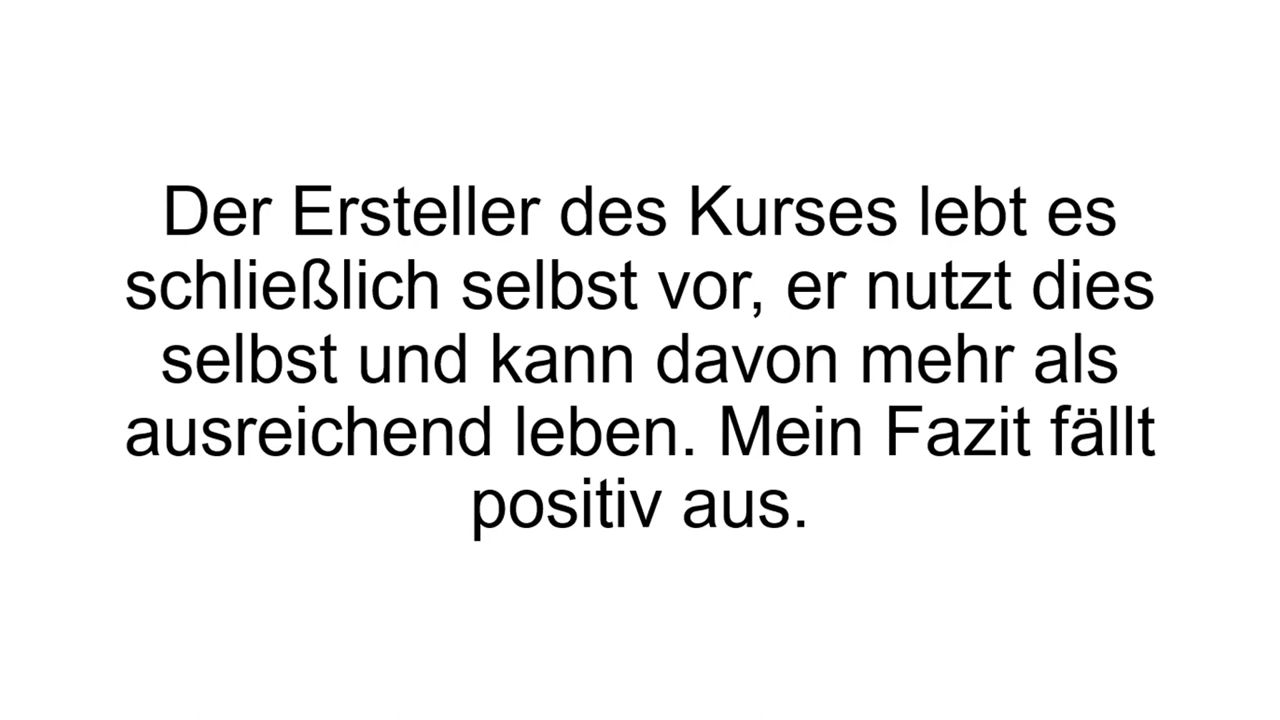 Der Ersteller des Kurses lebt es
schließlich selbst vor, er nutzt dies
selbst und kann davon mehr als
ausreichend leben. Mein Fazit fällt
positiv aus.